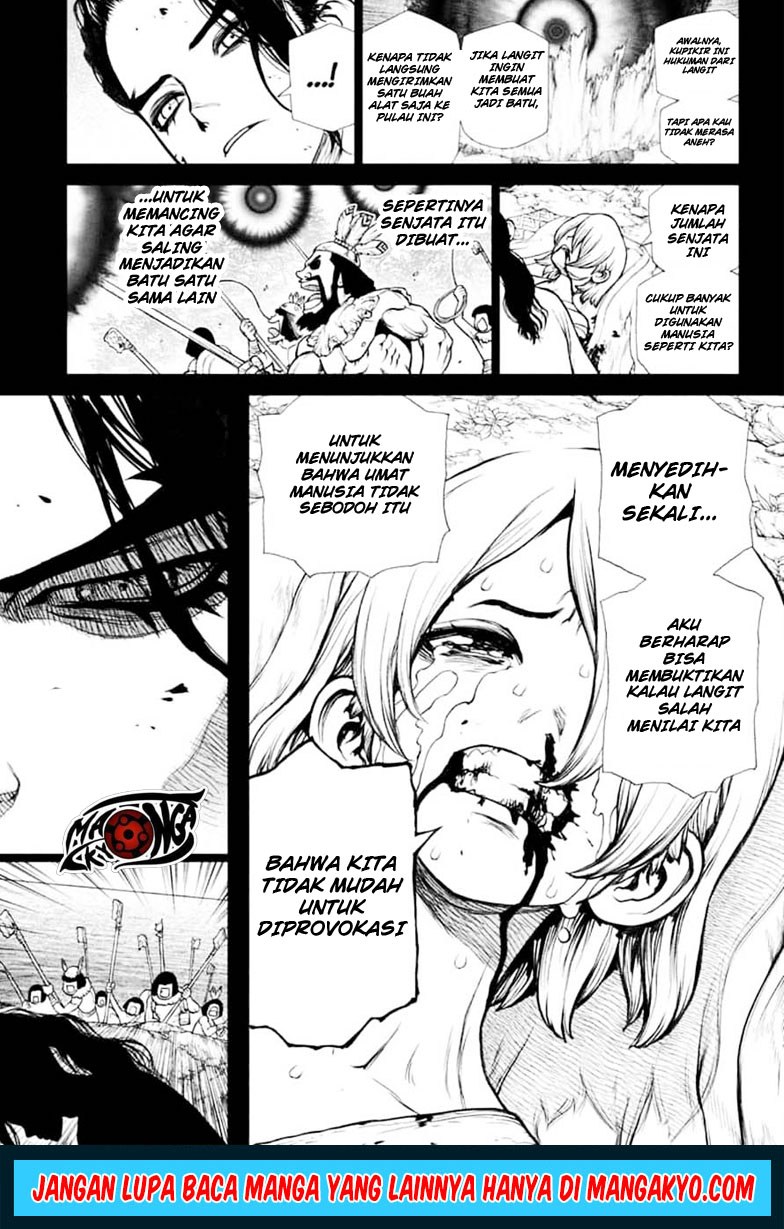 AWALNYA,
KUPIKIR INI
HUKUMAN DARI
LANGIT
TAPI APA KAU
TIDAK MERASA
ANEH?
JIKA LANGIT
INGIN
MEMBUAT
KITA SEMUA
JADI BATU,
KENAPA TIDAK
LANGSUNG
MENGIRIMKAN
SATU BUAH
ALAT SAJA KE
PULAU INI?
....!
KENAPA
JUMLAH
SENJATA
INI
CUKUP BANYAK
UNTUK
DIGUNAKAN
MANUSIA
SEPERTI KITA?
SEPERTINYA
SENJATA ITU
DIBUAT...
...UNTUK
MEMANCING
KITA AGAR
SALING
MENJADIKAN
BATU SATU
SAMA LAIN
MENYEDIH-
KAN
SEKALI...
AKU
BERHARAP
BISA
MEMBUKTIKAN
KALAU LANGIT
SALAH
MENILAI KITA
UNTUK
MENUNJUKKAN
BAHWA UMAT
MANUSIA TIDAK
SEBODOH ITU
BAHWA KITA
TIDAK MUDAH
UNTUK
DIPROVOKASI
MANGA
KYO
JANGAN LUPA BACA MANGA YANG LAINNYA HANYA DI MANGAKYO.COM